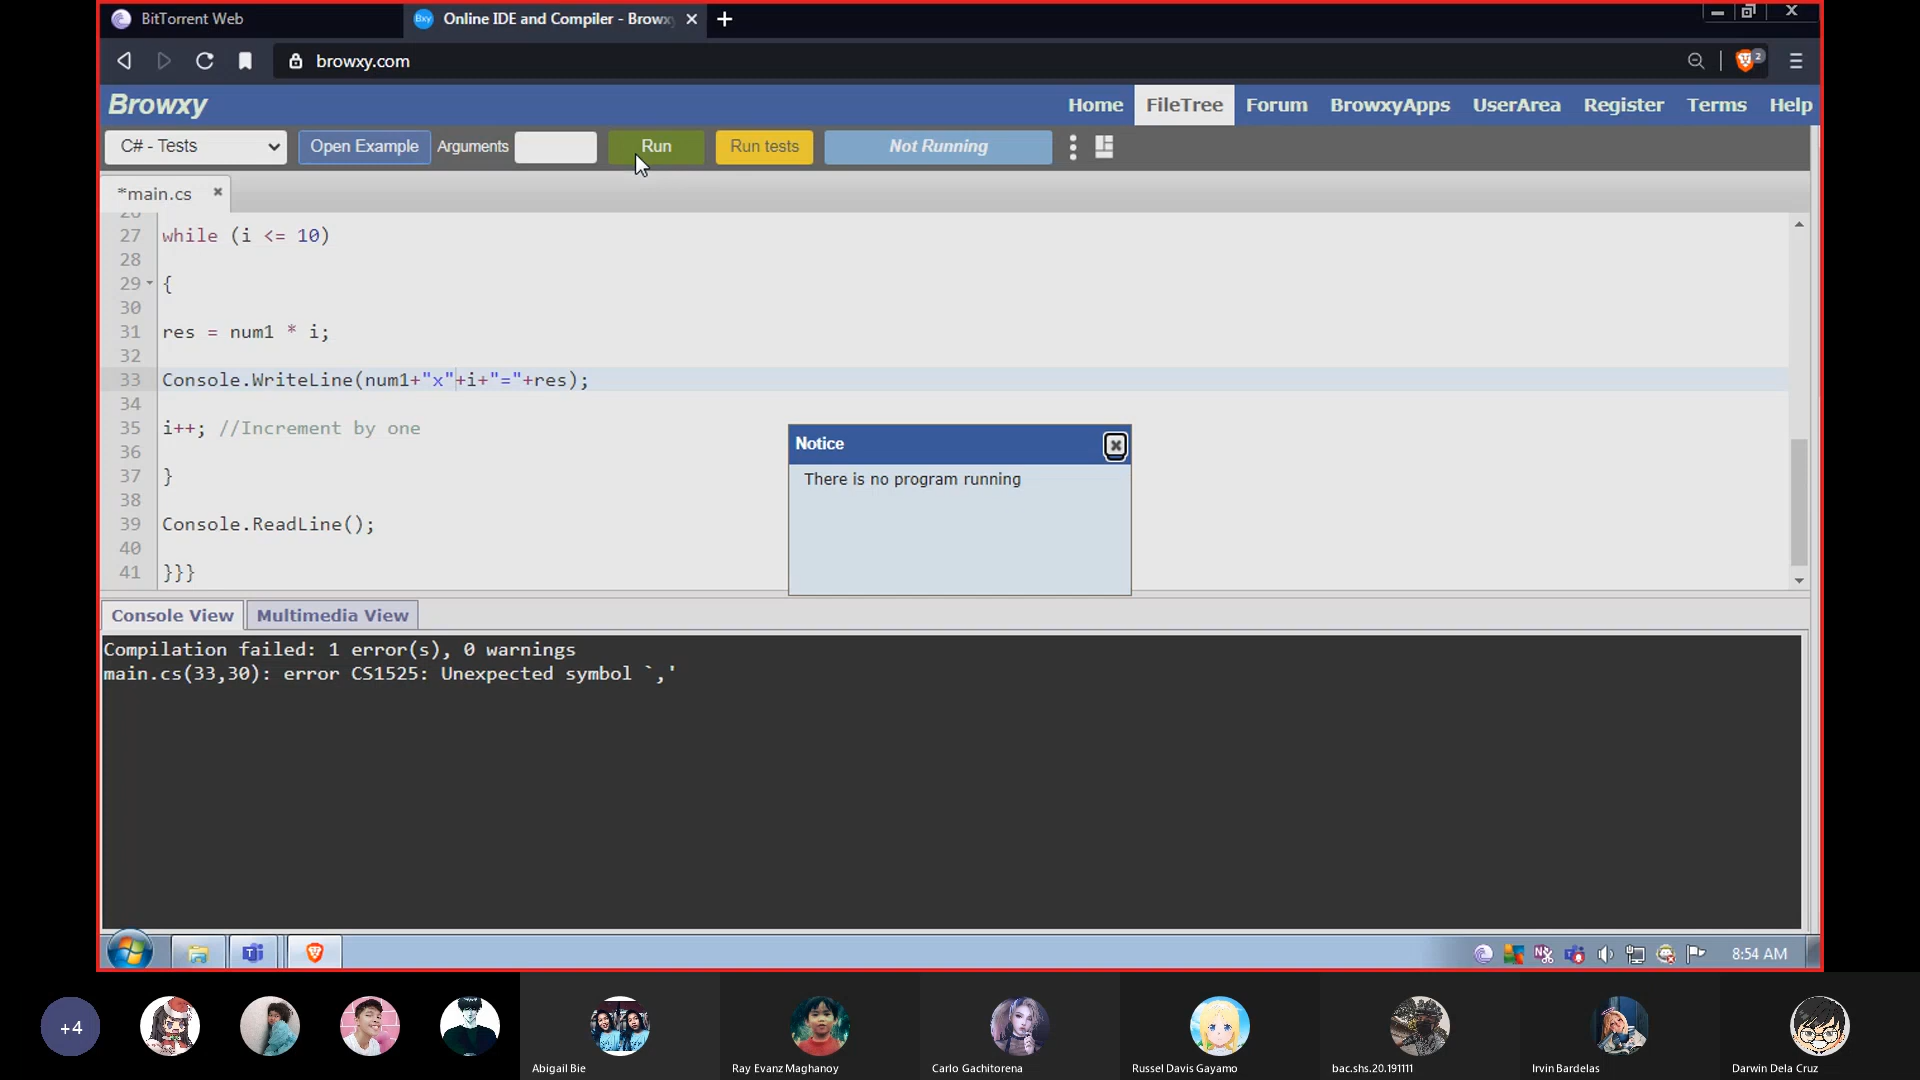 BitTorrent Web
Online IDE and Compiler - Browx
browxy.com
2
Browxy
Home FileTree Forum BrowxyApps UserArea Register Terms Help
C# - Tests Open Example Arguments Run Run tests Not Running
*main.cs
27 while (i <= 10)
28
29 {
30
31 res = num1 * i;
32
33 Console.WriteLine(num1+"x"+i+"="+res);
34
35 i++; //Increment by one
36
37 }
38
39 Console.ReadLine();
40
41 }}}
Notice
There is no program running
Console View Multimedia View
Compilation failed: 1 error(s), 0 warnings
main.cs(33,30): error CS1525: Unexpected symbol `,'
8:54 AM
+4
Abigail Bie
Ray Evanz Maghanoy
Carlo Gachitorena
Russel Davis Gayamo
bac.shs.20.191111
Irvin Bardelas
Darwin Dela Cruz